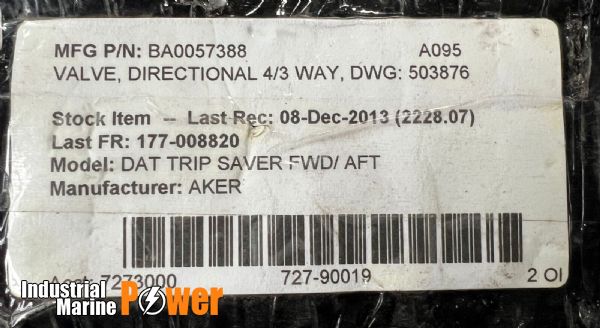 MFG P/N: BA0057388 A095
VALVE, DIRECTIONAL 4/3 WAY, DWG: 503876
Stock Item -- Last Rec: 08-Dec-2013 (2228.07)
Last FR: 177-008820
Model: DAT TRIP SAVER FWD/ AFT
Manufacturer: AKER
7273000 727-90019 2 OI
Industrial
Marine Power